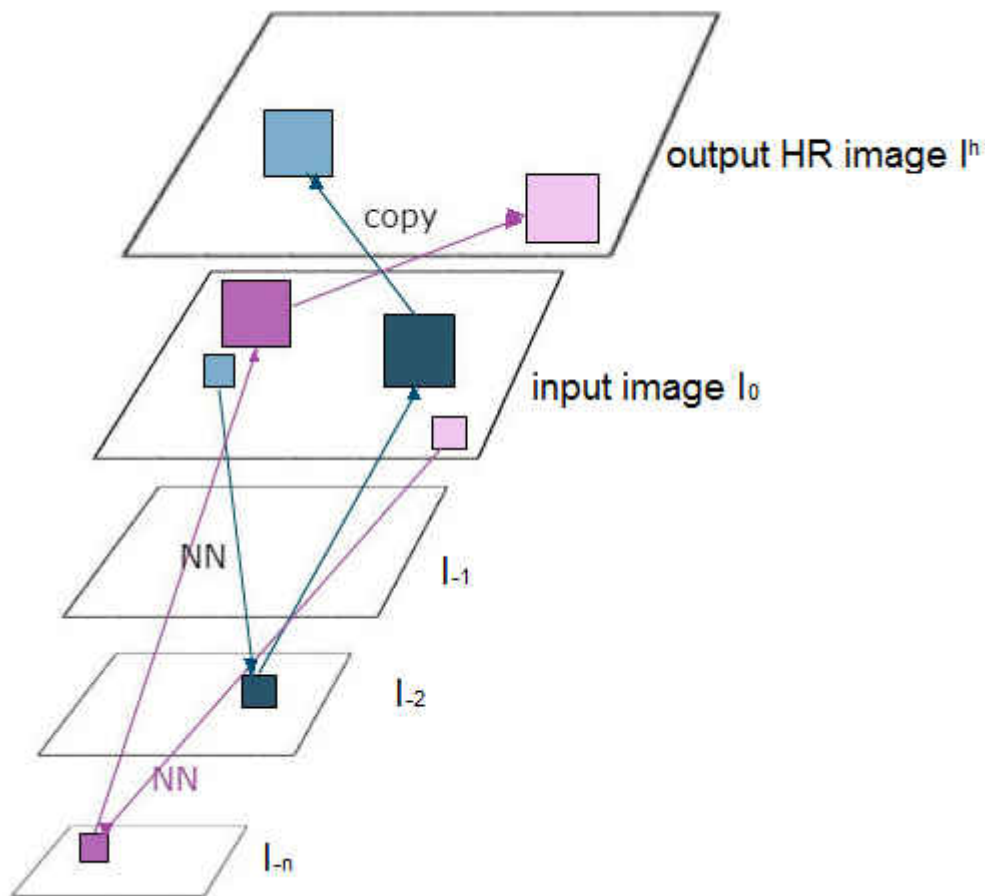 output HR image Iʰ
copy
input image I₀
NN
I₋₁
I₋₂
NN
I₋ₙ